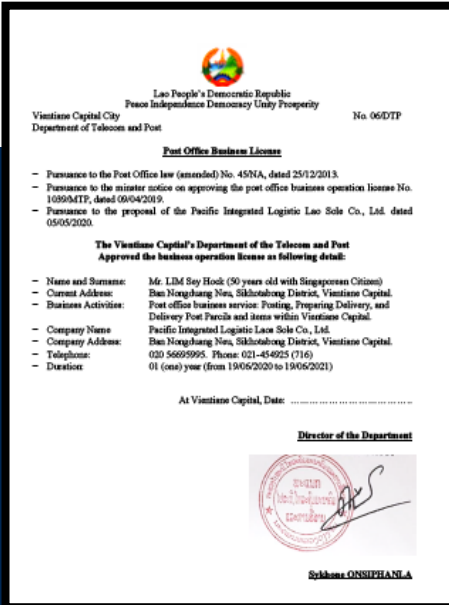 Lao People's Democratic Republic
Peace Independence Democracy Unity Prosperity
Vientiane Capital City No. 06/DTP
Department of Telecom and Post
Post Office Business License
– Pursuance to the Post Office law (amended) No. 45/NA, dated 25/12/2013.
– Pursuance to the minster notice on approving the post office business operation license No.
1039/MTP, dated 09/04/2019.
– Pursuance to the proposal of the Pacific Integrated Logistic Lao Sole Co., Ltd. dated
05/05/2020.
The Vientiane Captial's Department of the Telecom and Post
Approved the business operation license as following detail:
– Name and Surname: Mr. LIM Sey Hock (50 years old with Singaporean Citizen)
– Current Address: Ban Nongduang Neu, Sikhotabong District, Vientiane Capital.
– Business Activities: Post office business service: Posting, Preparing Delivery, and
Delivery Post Parcils and items within Vientiane Capital.
– Company Name Pacific Integrated Logistic Laos Sole Co., Ltd.
– Company Address: Ban Nongduang Neu, Sikhotabong District, Vientiane Capital.
– Telephone: 020 56695995. Phone: 021-454925 (716)
– Duration: 01 (one) year (from 19/06/2020 to 19/06/2021)
At Vientiane Capital, Date: ……………………………
Director of the Department
Sykhone ONSIPHANLA